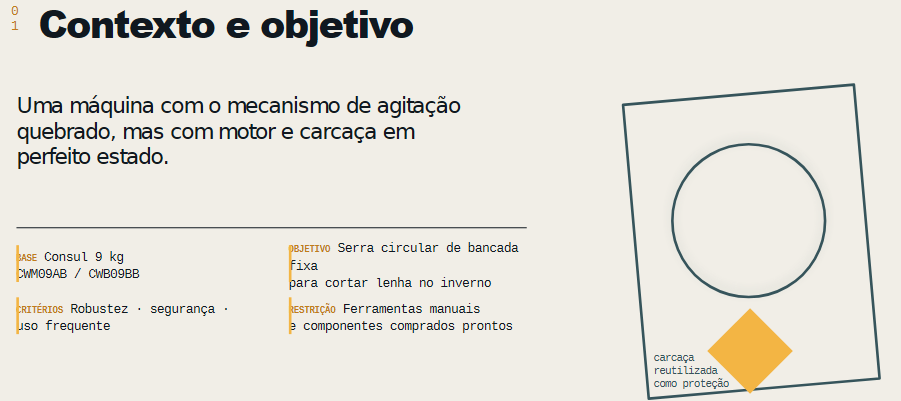 0
1
Contexto e objetivo
Uma máquina com o mecanismo de agitação
quebrado, mas com motor e carcaça em
perfeito estado.
BASE Consul 9 kg
CWM09AB / CWB09BB
OBJETIVO Serra circular de bancada
fixa
para cortar lenha no inverno
CRITÉRIOS Robustez · segurança ·
uso frequente
RESTRIÇÃO Ferramentas manuais
e componentes comprados prontos
carcaça
reutilizada
como proteção